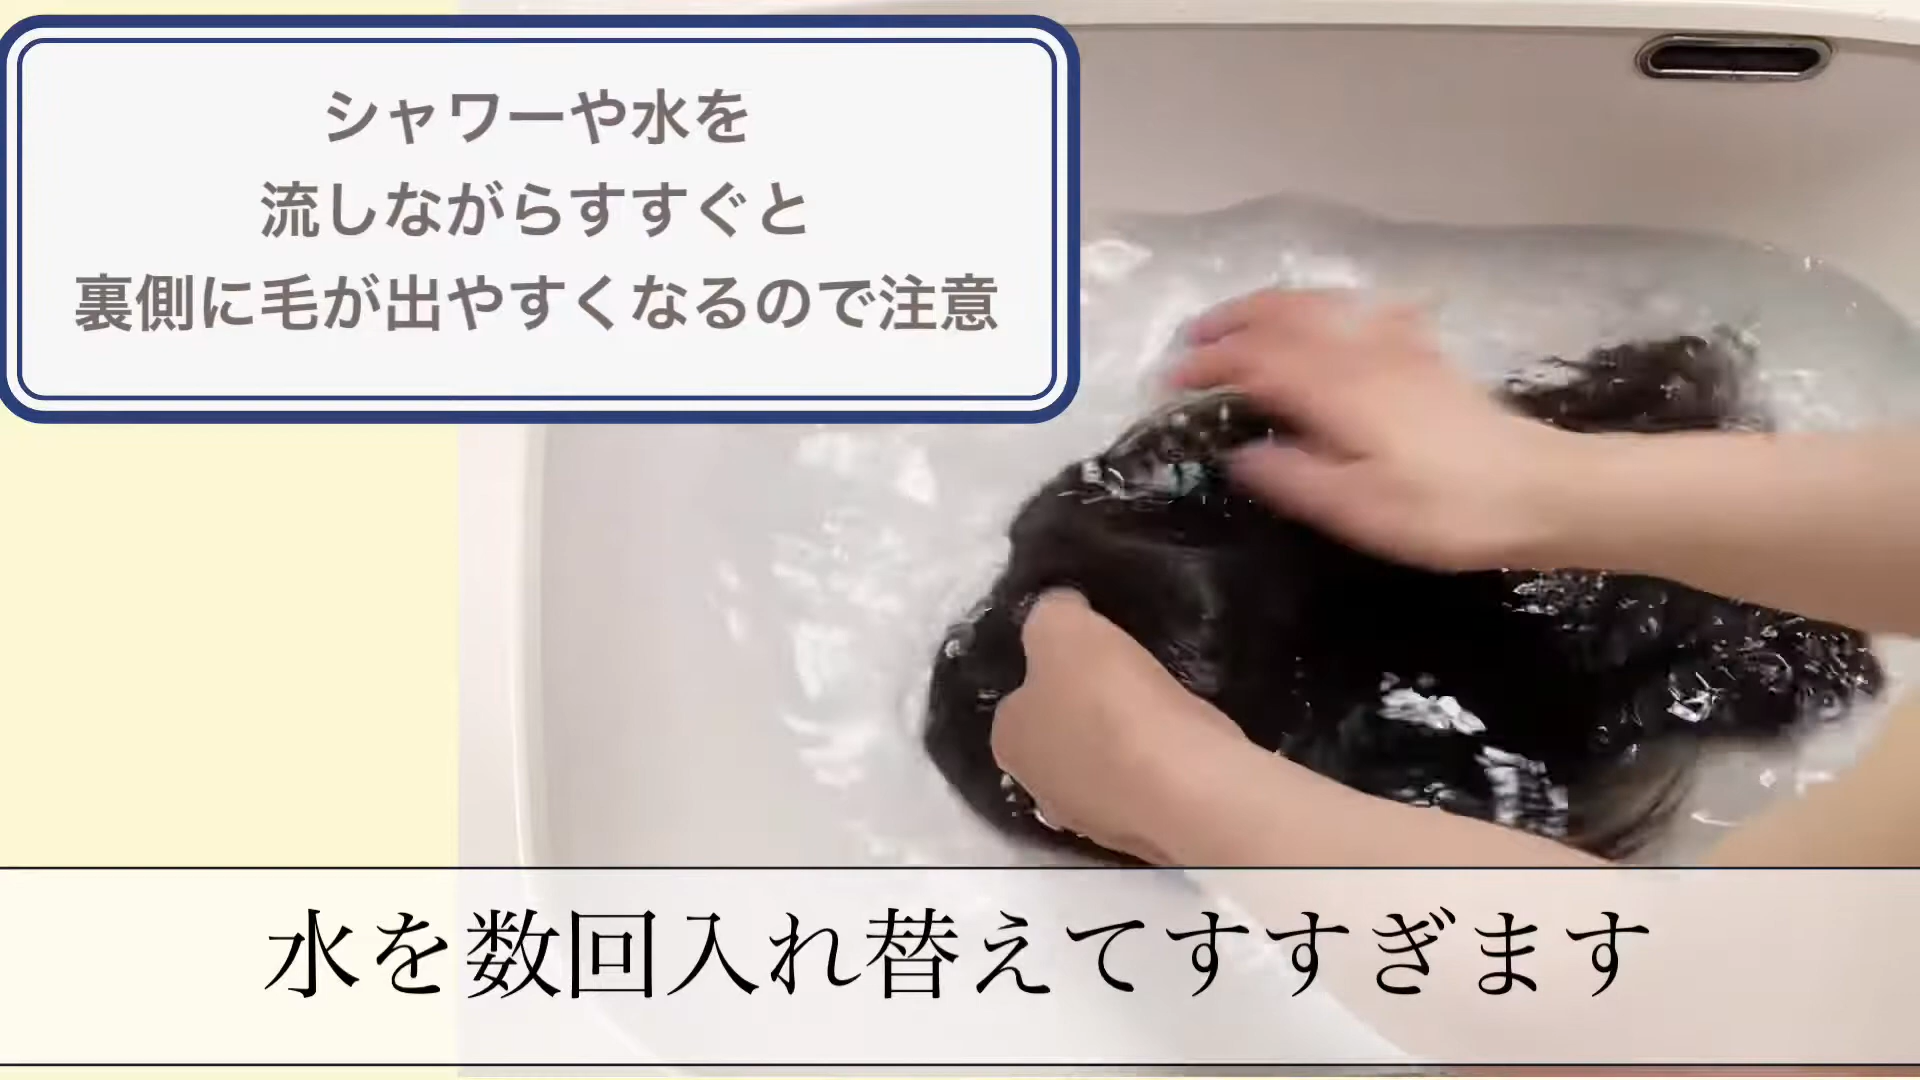 シャワーや水を
流しながらすすぐと
裏側に毛が出やすくなるので注意
水を数回入れ替えてすすぎます